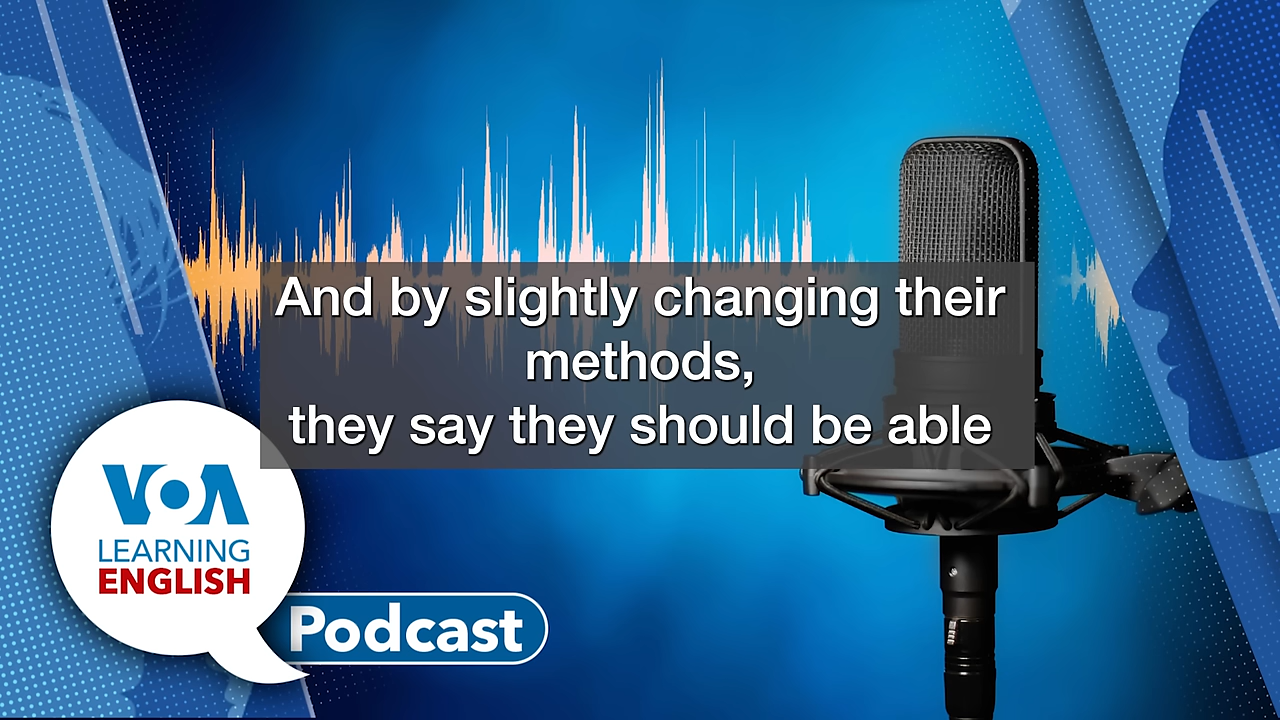 And by slightly changing their
methods,
they say they should be able
VOA
LEARNING
ENGLISH
Podcast